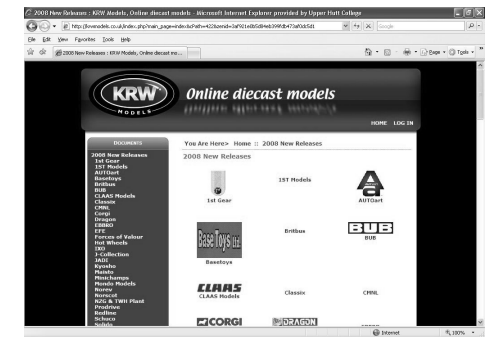 2008 New Releases : KRW Models, Online diecast models - Microsoft Internet Explorer provided by Upper Hutt College
Google
File Edit View Favorites Tools Help
2008 New Releases : KRW Models, Online diecast mo...
Page Tools
KRW
MODELS
Online diecast models
HOME LOG IN
DOCUMENTS
2008 New Releases
1st Gear
1ST Models
AUTOart
Basetoys
Britbus
BUB
CLAAS Models
Classix
CMNL
Corgi
Dragon
EBBRO
EFE
Forces of Valour
Hot Wheels
IXO
J-Collection
JADI
Kyosho
Maisto
Minichamps
Mondo Models
Norev
Norscot
NZG & TWH Plant
Prodrive
Redline
Schuco
Solido
You Are Here> Home :: 2008 New Releases
2008 New Releases
1st Gear
1ST Models
AUTOart
Base Toys Ltd.
Basetoys
Britbus
BUB
BUB
CLAAS
CLAAS Models
Classix
CMNL
CORGI
DRAGON
Internet
100%